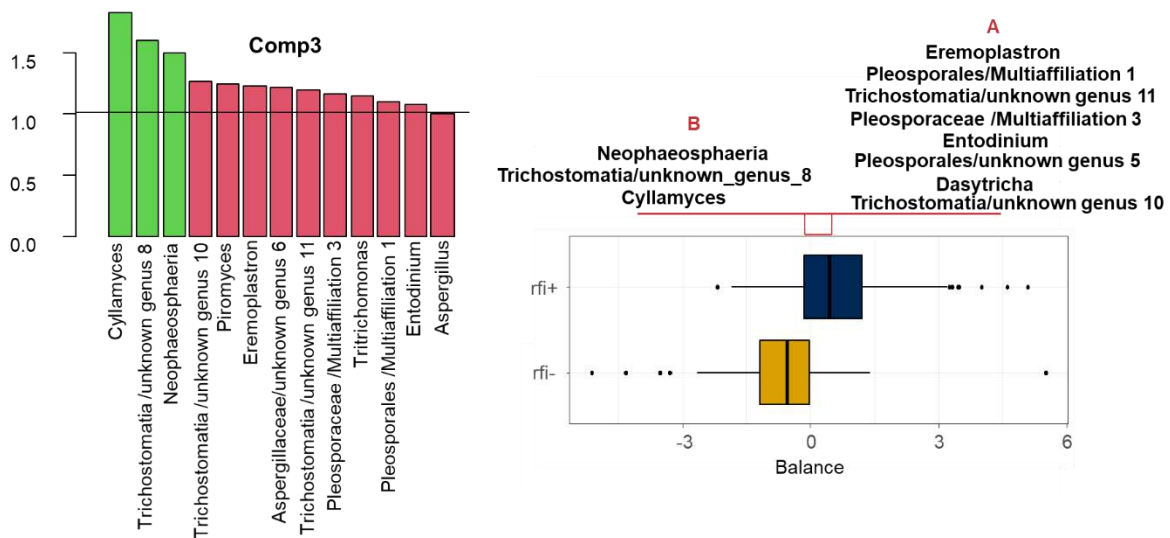 Comp3
1.5
1.0
0.5
0.0
Cyllamyces
Trichostomatia /unknown genus 8
Neophaeosphaeria
Trichostomatia /unknown genus 10
Piromyces
Eremoplastron
Aspergillaceae/unknown genus 6
Trichostomatia /unknown genus 11
Pleosporaceae /Multiaffiliation 3
Tritrichomonas
Pleosporales /Multiaffiliation 1
Entodinium
Aspergillus
A
Eremoplastron
Pleosporales/Multiaffiliation 1
Trichostomatia/unknown genus 11
Pleosporaceae /Multiaffiliation 3
Entodinium
Pleosporales/unknown genus 5
Dasytricha
Trichostomatia/unknown genus 10
B
Neophaeosphaeria
Trichostomatia/unknown_genus_8
Cyllamyces
rfi+
rfi-
-3
0
3
6
Balance